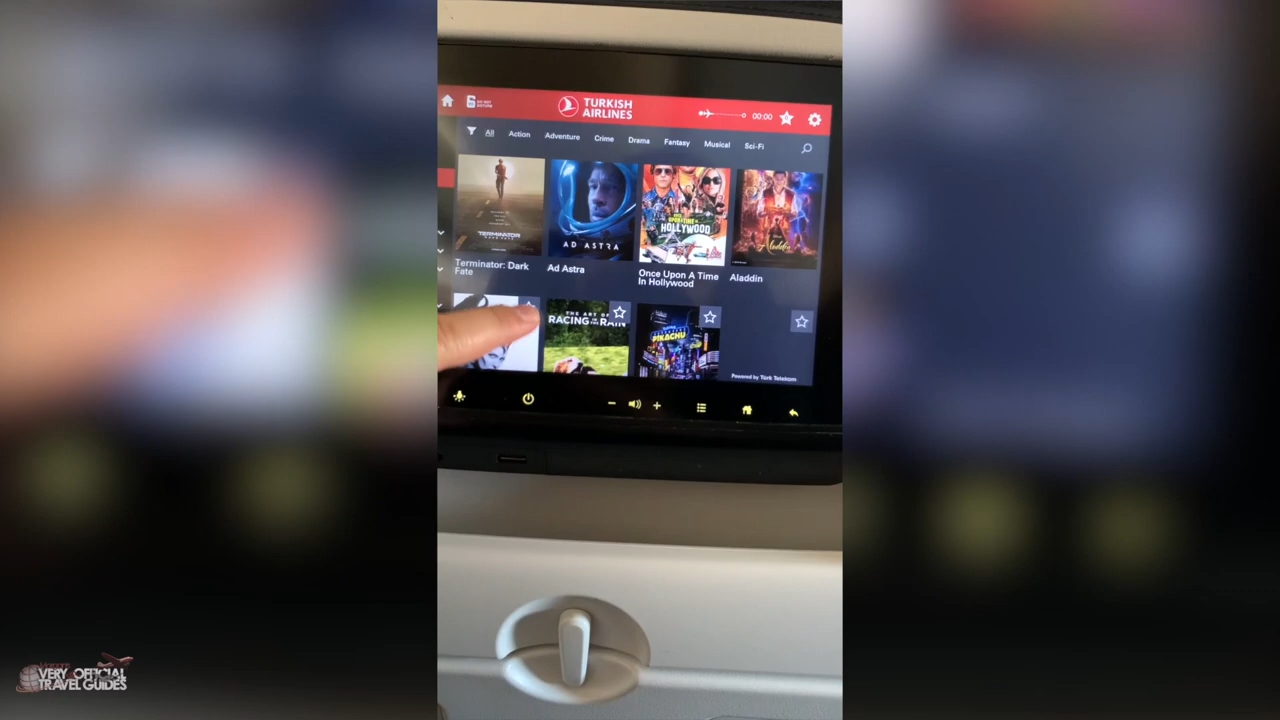 TURKISH
AIRLINES
00:00
All Action Adventure Crime Drama Fantasy Musical Sci-Fi
TERMINATOR
AD ASTRA
HOLLYWOOD
Aladdin
Terminator: Dark
Fate
Ad Astra
Once Upon A Time
In Hollywood
Aladdin
THE ART OF
RACING IN THE RAIN
PIKACHU
Powered by Türk Telekom
VERY OFFICIAL
TRAVEL GUIDES